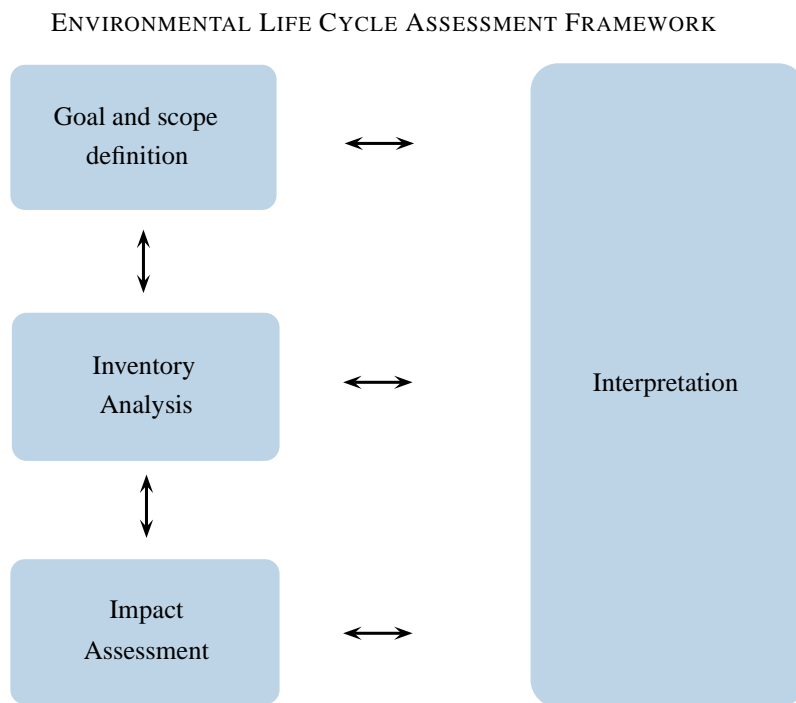 ENVIRONMENTAL LIFE CYCLE ASSESSMENT FRAMEWORK
Goal and scope
definition
Inventory
Analysis
Interpretation
Impact
Assessment